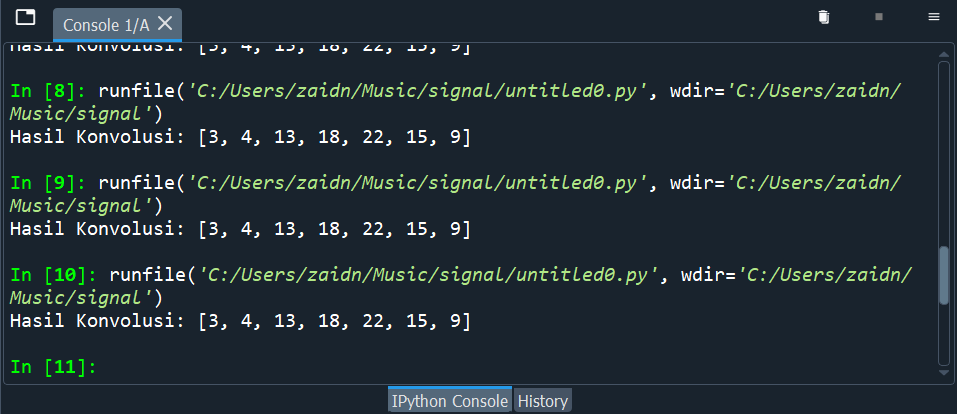 Console 1/A
Hasil Konvolusi: [3, 4, 13, 18, 22, 15, 9]
In [8]: runfile('C:/Users/zaidn/Music/signal/untitled0.py', wdir='C:/Users/zaidn/
Music/signal')
Hasil Konvolusi: [3, 4, 13, 18, 22, 15, 9]
In [9]: runfile('C:/Users/zaidn/Music/signal/untitled0.py', wdir='C:/Users/zaidn/
Music/signal')
Hasil Konvolusi: [3, 4, 13, 18, 22, 15, 9]
In [10]: runfile('C:/Users/zaidn/Music/signal/untitled0.py', wdir='C:/Users/zaidn/
Music/signal')
Hasil Konvolusi: [3, 4, 13, 18, 22, 15, 9]
In [11]:
IPython Console
History